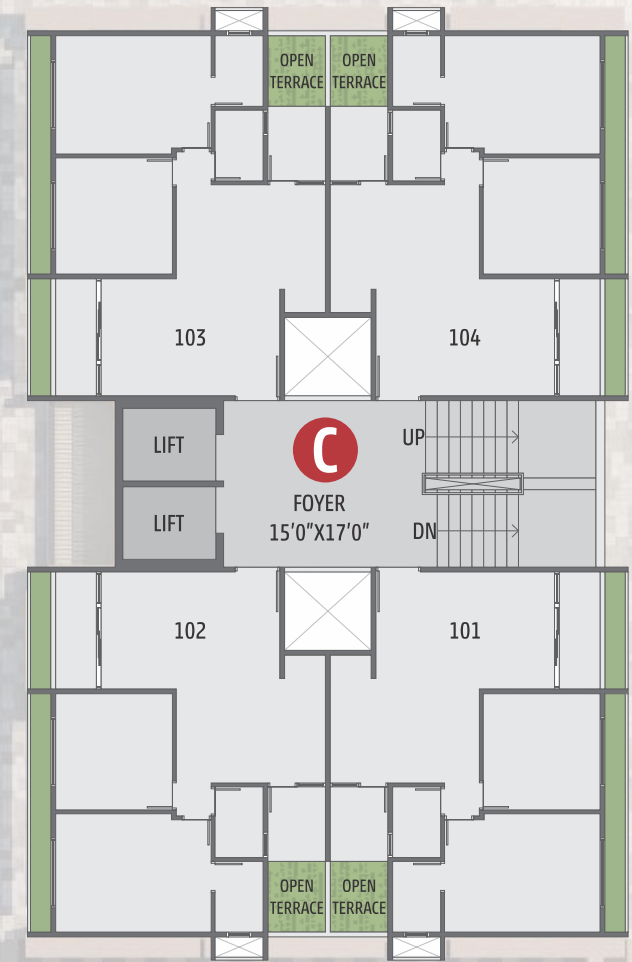 OPEN
TERRACE
OPEN
TERRACE
103
104
LIFT
C
UP
FOYER
15'0"X17'0"
LIFT
DN
102
101
OPEN
TERRACE
OPEN
TERRACE